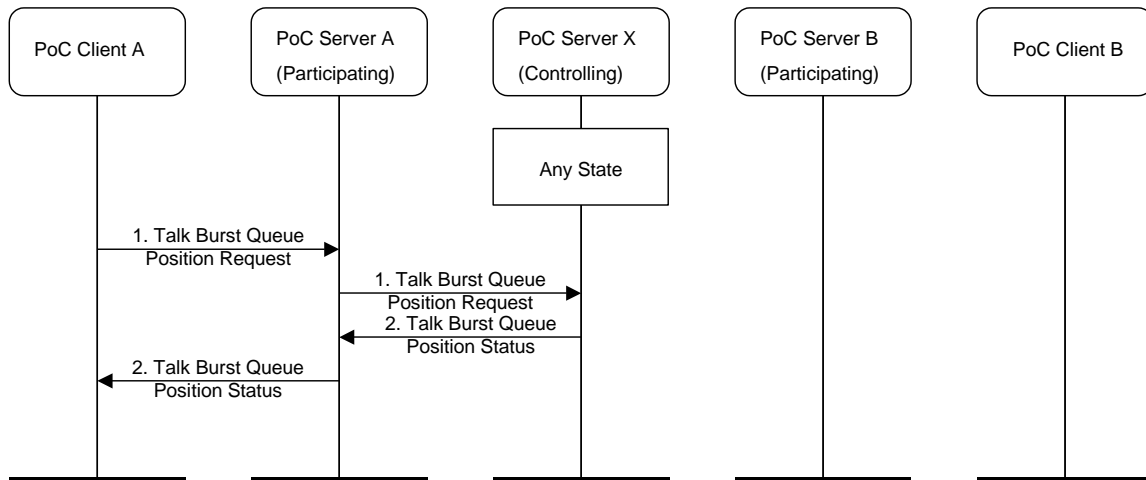 PoC Client A
PoC Server A
(Participating)
PoC Server X
(Controlling)
PoC Server B
(Participating)
PoC Client B
Any State
1. Talk Burst Queue
Position Request
1. Talk Burst Queue
Position Request
2. Talk Burst Queue
Position Status
2. Talk Burst Queue
Position Status